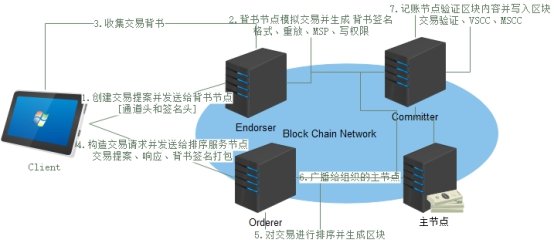 3.收集交易背书
2.背书节点模拟交易并生成 背书签名
格式、重放、MSP、写权限
7.记账节点验证区块内容并写入区块
交易验证、VSCC、MSCC
1.创建交易提案并发送给背书节点
[通道头和签名头]
Endorser
Block Chain Network
Committer
4.构造交易请求并发送给排序服务节点
交易提案、响应、背书签名打包
Client
6.广播给组织的主节点
Orderer
主节点
5.对交易进行排序并生成区块